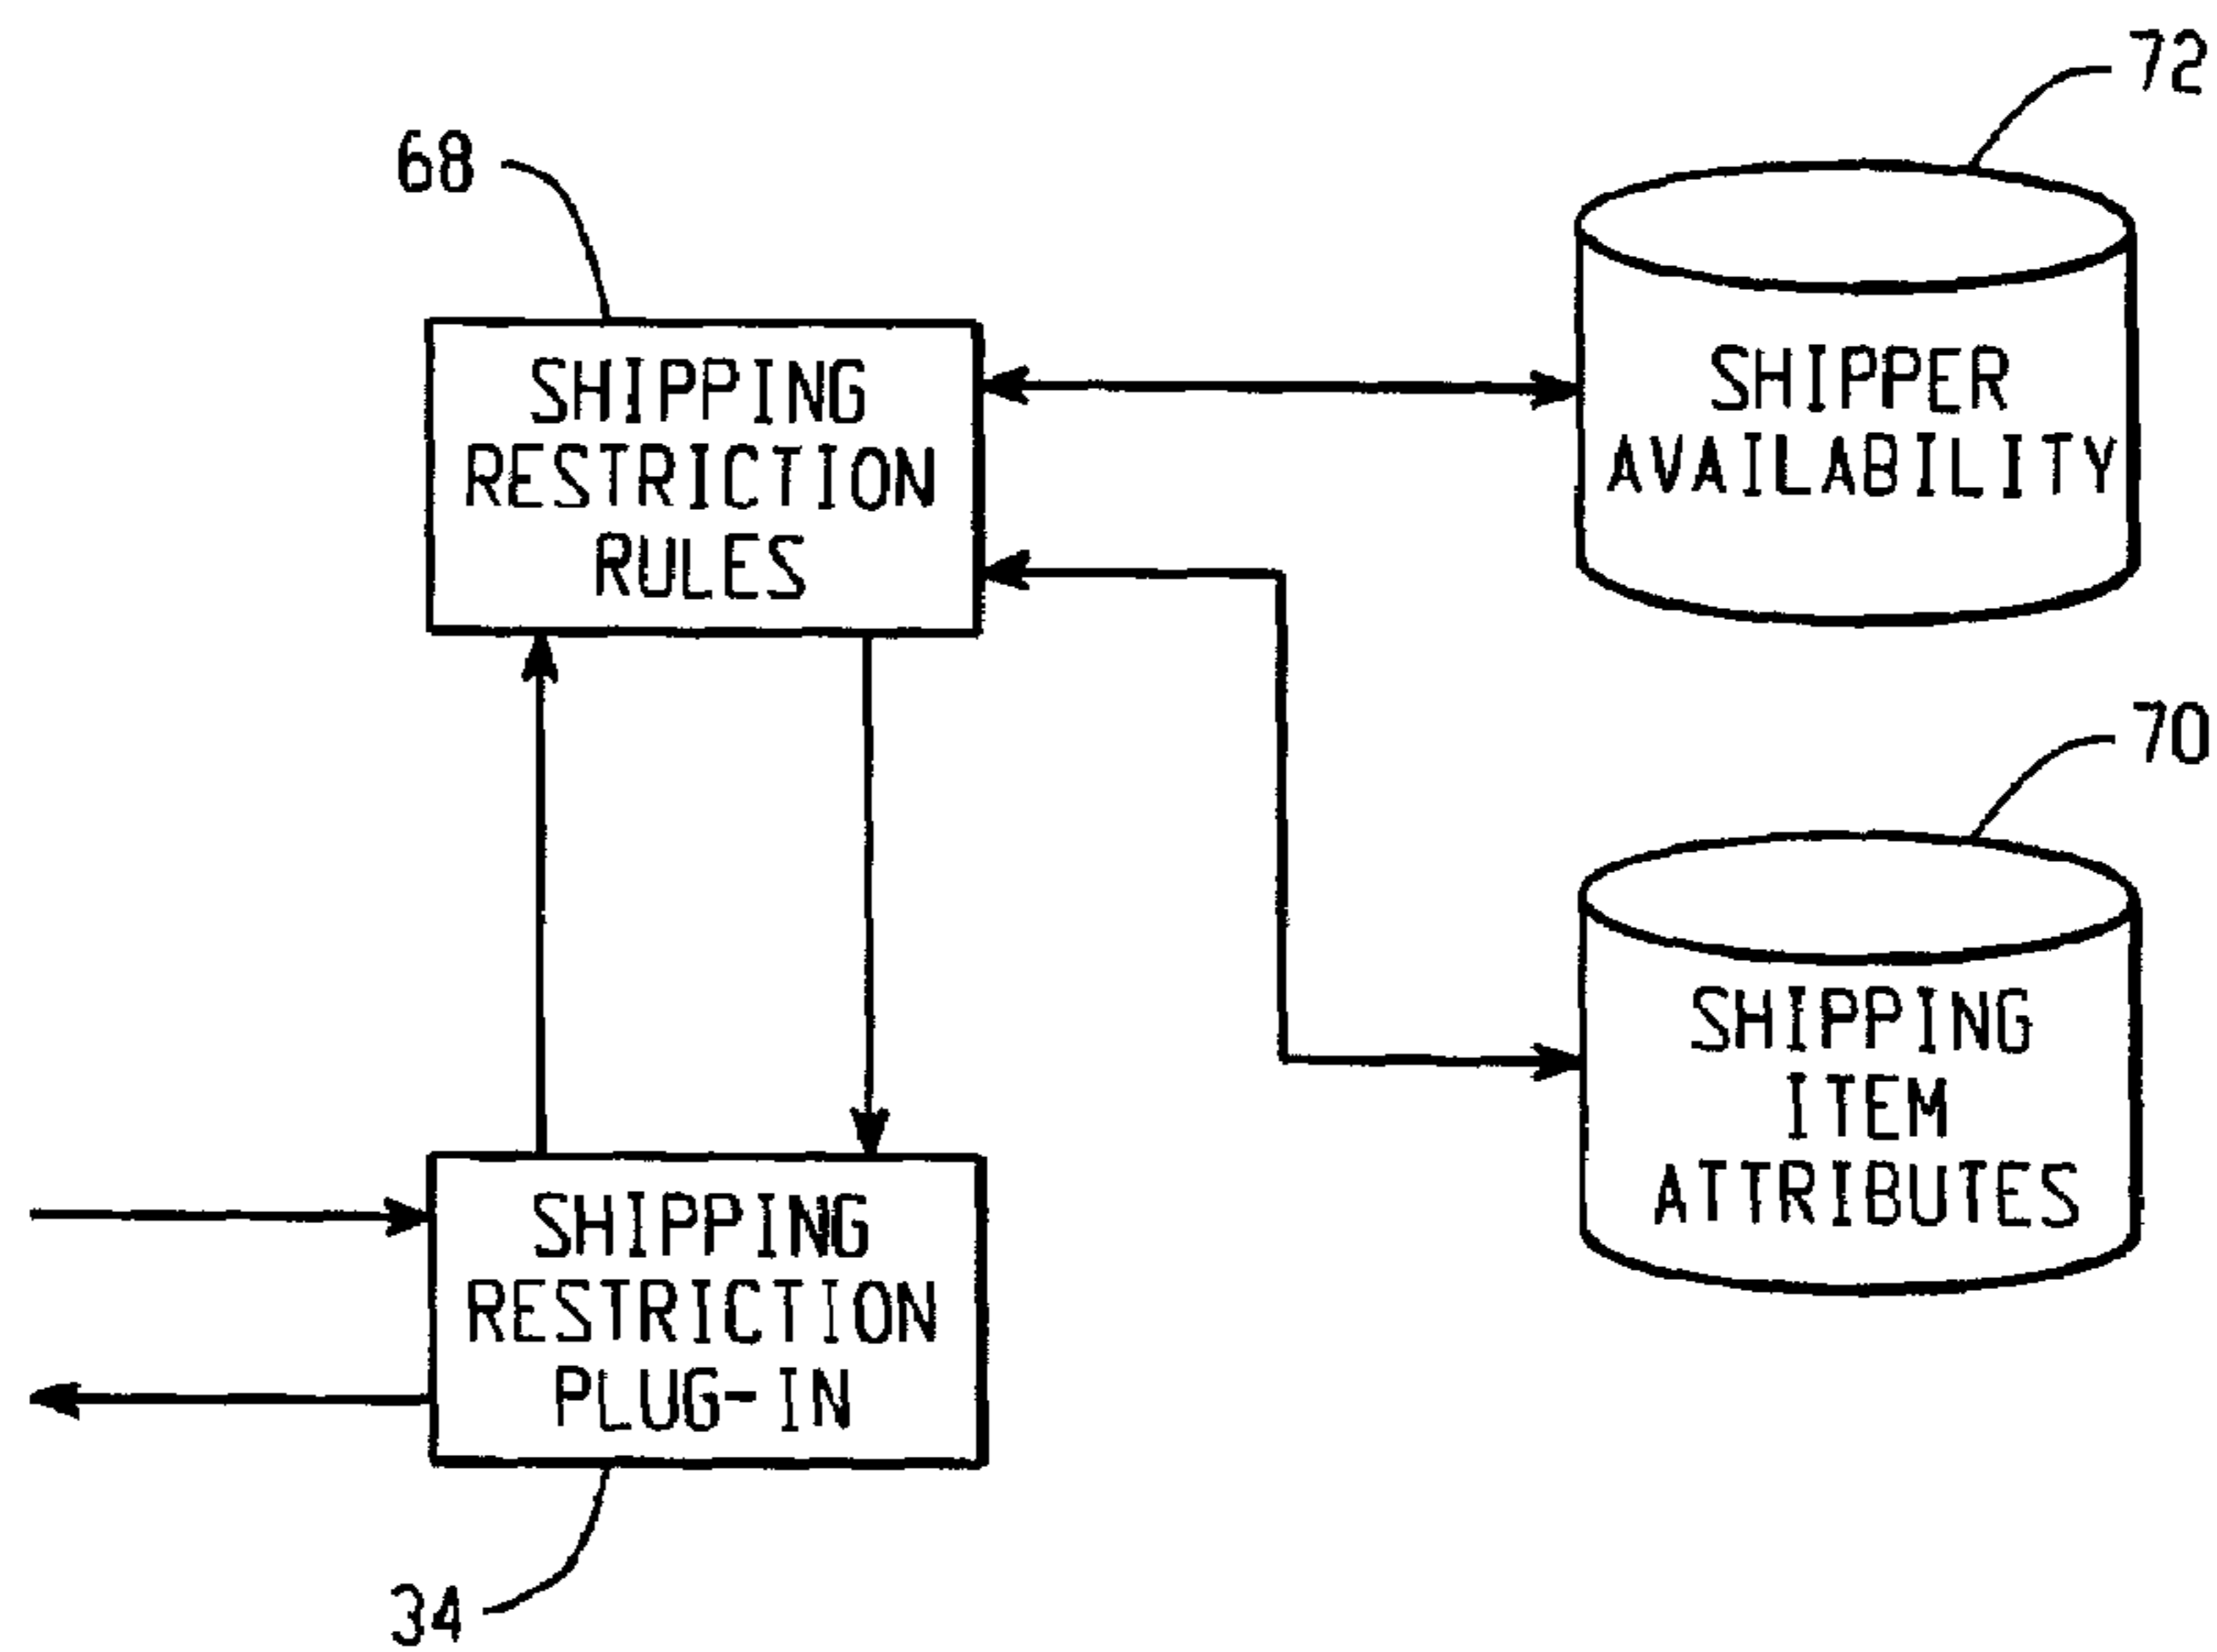 72
68
SHIPPING
RESTRICTION
RULES
SHIPPER
AVAILABILITY
70
SHIPPING
ITEM
ATTRIBUTES
SHIPPING
RESTRICTION
PLUG-IN
34